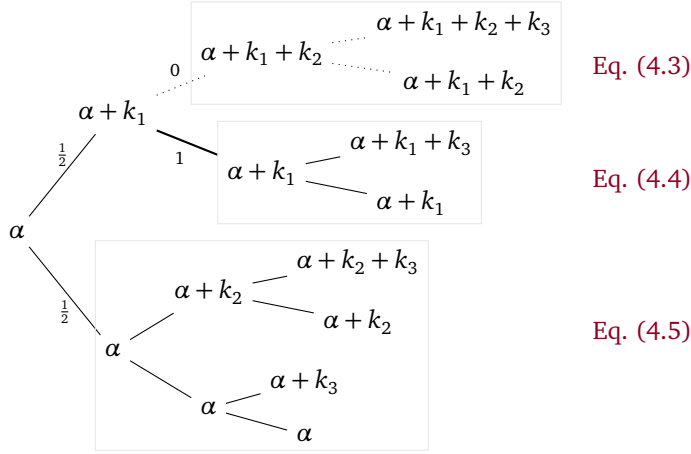 α + k₁ + k₂ + k₃
α + k₁ + k₂
0
α + k₁ + k₂
Eq. (4.3)
α + k₁
½
1
α + k₁ + k₃
α + k₁
α + k₁
Eq. (4.4)
α
α + k₂ + k₃
α + k₂
½
α + k₂
Eq. (4.5)
α
α + k₃
α
α